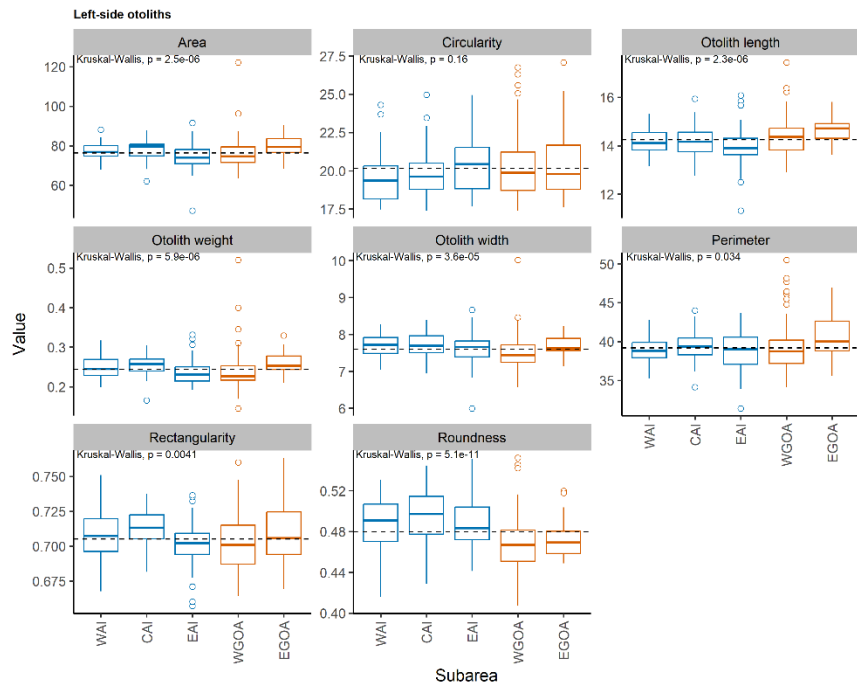 Left-side otoliths
Area
Circularity
Otolith length
Kruskal-Wallis, p = 2.5e-06
Kruskal-Wallis, p = 0.16
Kruskal-Wallis, p = 2.3e-06
120
100
80
60
27.5
25.0
22.5
20.0
17.5
16
14
12
Otolith weight
Otolith width
Perimeter
Kruskal-Wallis, p = 5.9e-06
Kruskal-Wallis, p = 3.6e-05
Kruskal-Wallis, p = 0.034
0.5
0.4
0.3
0.2
10
9
8
7
6
50
45
40
35
Value
Rectangularity
Roundness
Kruskal-Wallis, p = 0.0041
Kruskal-Wallis, p = 5.1e-11
0.750
0.725
0.700
0.675
0.52
0.48
0.44
0.40
WAI
CAI
EAI
WGOA
EGOA
WAI
CAI
EAI
WGOA
EGOA
WAI
CAI
EAI
WGOA
EGOA
Subarea